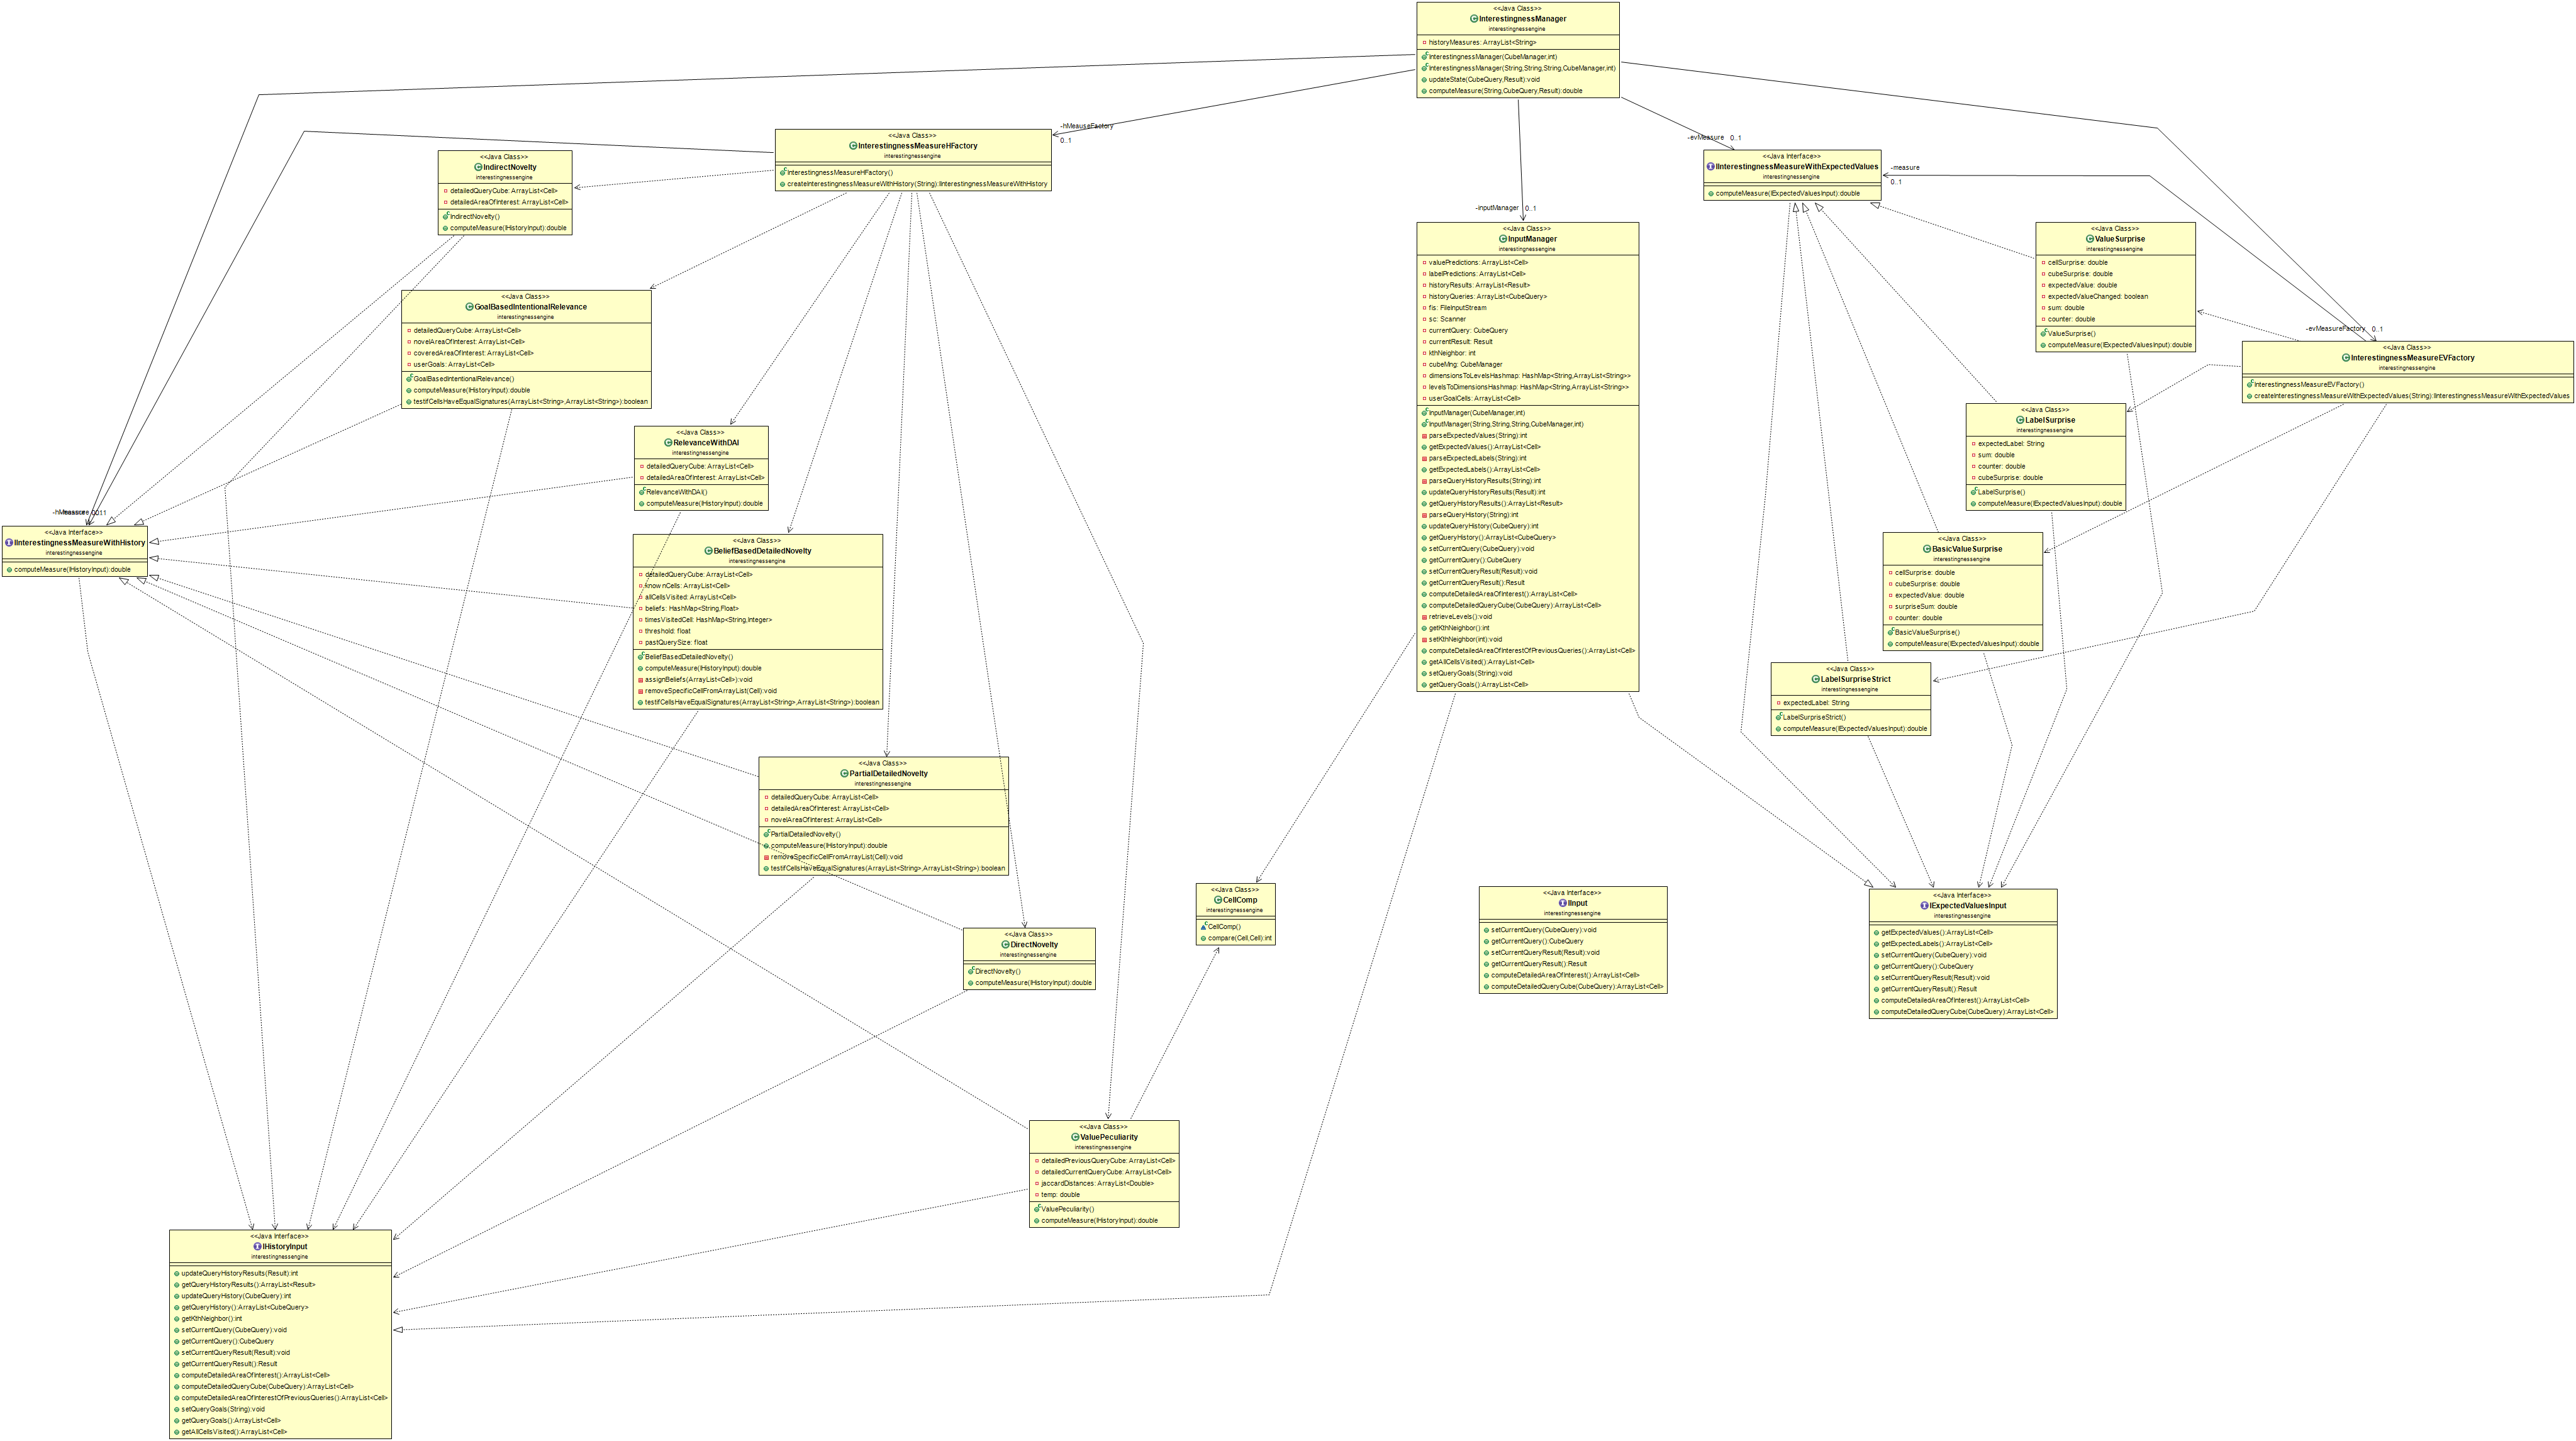 <<Java Class>>
InterestingnessManager
interestingnessengine
historyMeasures: ArrayList<String>
InterestingnessManager(CubeManager,int)
InterestingnessManager(String,String,String,CubeManager,int)
updateState(CubeQuery,Result):void
computeMeasure(String,CubeQuery,Result):double
-hMeauseFactory
0..1
<<Java Class>>
InterestingnessMeasureHFactory
interestingnessengine
InterestingnessMeasureHFactory()
createInterestingnessMeasureWithHistory(String):IInterestingnessMeasureWithHistory
-evMeasure 0..1
<<Java Interface>>
IInterestingnessMeasureWithExpectedValues
interestingnessengine
computeMeasure(IExpectedValuesInput):double
-measure
0..1
<<Java Class>>
IndirectNovelty
interestingnessengine
detailedQueryCube: ArrayList<Cell>
detailedAreaOfInterest: ArrayList<Cell>
IndirectNovelty()
computeMeasure(IHistoryInput):double
-inputManager 0..1
<<Java Class>>
InputManager
interestingnessengine
valuePredictions: ArrayList<Cell>
labelPredictions: ArrayList<Cell>
historyResults: ArrayList<Result>
historyQueries: ArrayList<CubeQuery>
fis: FileInputStream
sc: Scanner
currentQuery: CubeQuery
currentResult: Result
kthNeighbor: int
cubeMng: CubeManager
dimensionsToLevelsHashmap: HashMap<String,ArrayList<String>>
levelsToDimensionsHashmap: HashMap<String,ArrayList<String>>
userGoalCells: ArrayList<Cell>
InputManager(CubeManager,int)
InputManager(String,String,String,CubeManager,int)
parseExpectedValues(String):int
getExpectedValues():ArrayList<Cell>
parseExpectedLabels(String):int
getExpectedLabels():ArrayList<Cell>
parseQueryHistoryResults(String):int
updateQueryHistoryResults(Result):int
getQueryHistoryResults():ArrayList<Result>
parseQueryHistory(String):int
updateQueryHistory(CubeQuery):int
getQueryHistory():ArrayList<CubeQuery>
setCurrentQuery(CubeQuery):void
getCurrentQuery():CubeQuery
setCurrentQueryResult(Result):void
getCurrentQueryResult():Result
computeDetailedAreaOfInterest():ArrayList<Cell>
computeDetailedQueryCube(CubeQuery):ArrayList<Cell>
retrieveLevels():void
getKthNeighbor():int
setKthNeighbor(int):void
computeDetailedAreaOfInterestOfPreviousQueries():ArrayList<Cell>
getAllCellsVisited():ArrayList<Cell>
setQueryGoals(String):void
getQueryGoals():ArrayList<Cell>
<<Java Class>>
ValueSurprise
interestingnessengine
cellSurprise: double
cubeSurprise: double
expectedValue: double
expectedValueChanged: boolean
sum: double
counter: double
ValueSurprise()
computeMeasure(IExpectedValuesInput):double
-evMeasureFactory 0..1
<<Java Class>>
InterestingnessMeasureEVFactory
interestingnessengine
InterestingnessMeasureEVFactory()
createInterestingnessMeasureWithExpectedValues(String):IInterestingnessMeasureWithExpectedValues
<<Java Class>>
GoalBasedIntentionalRelevance
interestingnessengine
detailedQueryCube: ArrayList<Cell>
novelAreaOfInterest: ArrayList<Cell>
coveredAreaOfInterest: ArrayList<Cell>
userGoals: ArrayList<Cell>
GoalBasedIntentionalRelevance()
computeMeasure(IHistoryInput):double
testifCellsHaveEqualSignatures(ArrayList<String>,ArrayList<String>):boolean
<<Java Class>>
LabelSurprise
interestingnessengine
expectedLabel: String
sum: double
counter: double
cubeSurprise: double
LabelSurprise()
computeMeasure(IExpectedValuesInput):double
<<Java Class>>
RelevanceWithDAI
interestingnessengine
detailedQueryCube: ArrayList<Cell>
detailedAreaOfInterest: ArrayList<Cell>
RelevanceWithDAI()
computeMeasure(IHistoryInput):double
<<Java Interface>>
IInterestingnessMeasureWithHistory
interestingnessengine
computeMeasure(IHistoryInput):double
<<Java Class>>
BeliefBasedDetailedNovelty
interestingnessengine
detailedQueryCube: ArrayList<Cell>
knownCells: ArrayList<Cell>
allCellsVisited: ArrayList<Cell>
beliefs: HashMap<String,Float>
timesVisitedCell: HashMap<String,Integer>
threshold: float
pastQuerySize: float
BeliefBasedDetailedNovelty()
computeMeasure(IHistoryInput):double
assignBeliefs(ArrayList<Cell>):void
removeSpecificCellFromArrayList(Cell):void
testifCellsHaveEqualSignatures(ArrayList<String>,ArrayList<String>):boolean
<<Java Class>>
BasicValueSurprise
interestingnessengine
cellSurprise: double
cubeSurprise: double
expectedValue: double
surpriseSum: double
counter: double
BasicValueSurprise()
computeMeasure(IExpectedValuesInput):double
<<Java Class>>
LabelSurpriseStrict
interestingnessengine
expectedLabel: String
LabelSurpriseStrict()
computeMeasure(IExpectedValuesInput):double
<<Java Class>>
PartialDetailedNovelty
interestingnessengine
detailedQueryCube: ArrayList<Cell>
detailedAreaOfInterest: ArrayList<Cell>
novelAreaOfInterest: ArrayList<Cell>
PartialDetailedNovelty()
computeMeasure(IHistoryInput):double
removeSpecificCellFromArrayList(Cell):void
testifCellsHaveEqualSignatures(ArrayList<String>,ArrayList<String>):boolean
<<Java Class>>
CellComp
interestingnessengine
CellComp()
compare(Cell,Cell):int
<<Java Interface>>
IInput
interestingnessengine
setCurrentQuery(CubeQuery):void
getCurrentQuery():CubeQuery
setCurrentQueryResult(Result):void
getCurrentQueryResult():Result
computeDetailedAreaOfInterest():ArrayList<Cell>
computeDetailedQueryCube(CubeQuery):ArrayList<Cell>
<<Java Interface>>
IExpectedValuesInput
interestingnessengine
getExpectedValues():ArrayList<Cell>
getExpectedLabels():ArrayList<Cell>
setCurrentQuery(CubeQuery):void
getCurrentQuery():CubeQuery
setCurrentQueryResult(Result):void
getCurrentQueryResult():Result
computeDetailedAreaOfInterest():ArrayList<Cell>
computeDetailedQueryCube(CubeQuery):ArrayList<Cell>
<<Java Class>>
DirectNovelty
interestingnessengine
DirectNovelty()
computeMeasure(IHistoryInput):double
<<Java Class>>
ValuePeculiarity
interestingnessengine
detailedPreviousQueryCube: ArrayList<Cell>
detailedCurrentQueryCube: ArrayList<Cell>
jaccardDistances: ArrayList<Double>
temp: double
ValuePeculiarity()
computeMeasure(IHistoryInput):double
<<Java Interface>>
IHistoryInput
interestingnessengine
updateQueryHistoryResults(Result):int
getQueryHistoryResults():ArrayList<Result>
updateQueryHistory(CubeQuery):int
getQueryHistory():ArrayList<CubeQuery>
getKthNeighbor():int
setCurrentQuery(CubeQuery):void
getCurrentQuery():CubeQuery
setCurrentQueryResult(Result):void
getCurrentQueryResult():Result
computeDetailedAreaOfInterest():ArrayList<Cell>
computeDetailedQueryCube(CubeQuery):ArrayList<Cell>
computeDetailedAreaOfInterestOfPreviousQueries():ArrayList<Cell>
setQueryGoals(String):void
getQueryGoals():ArrayList<Cell>
getAllCellsVisited():ArrayList<Cell>